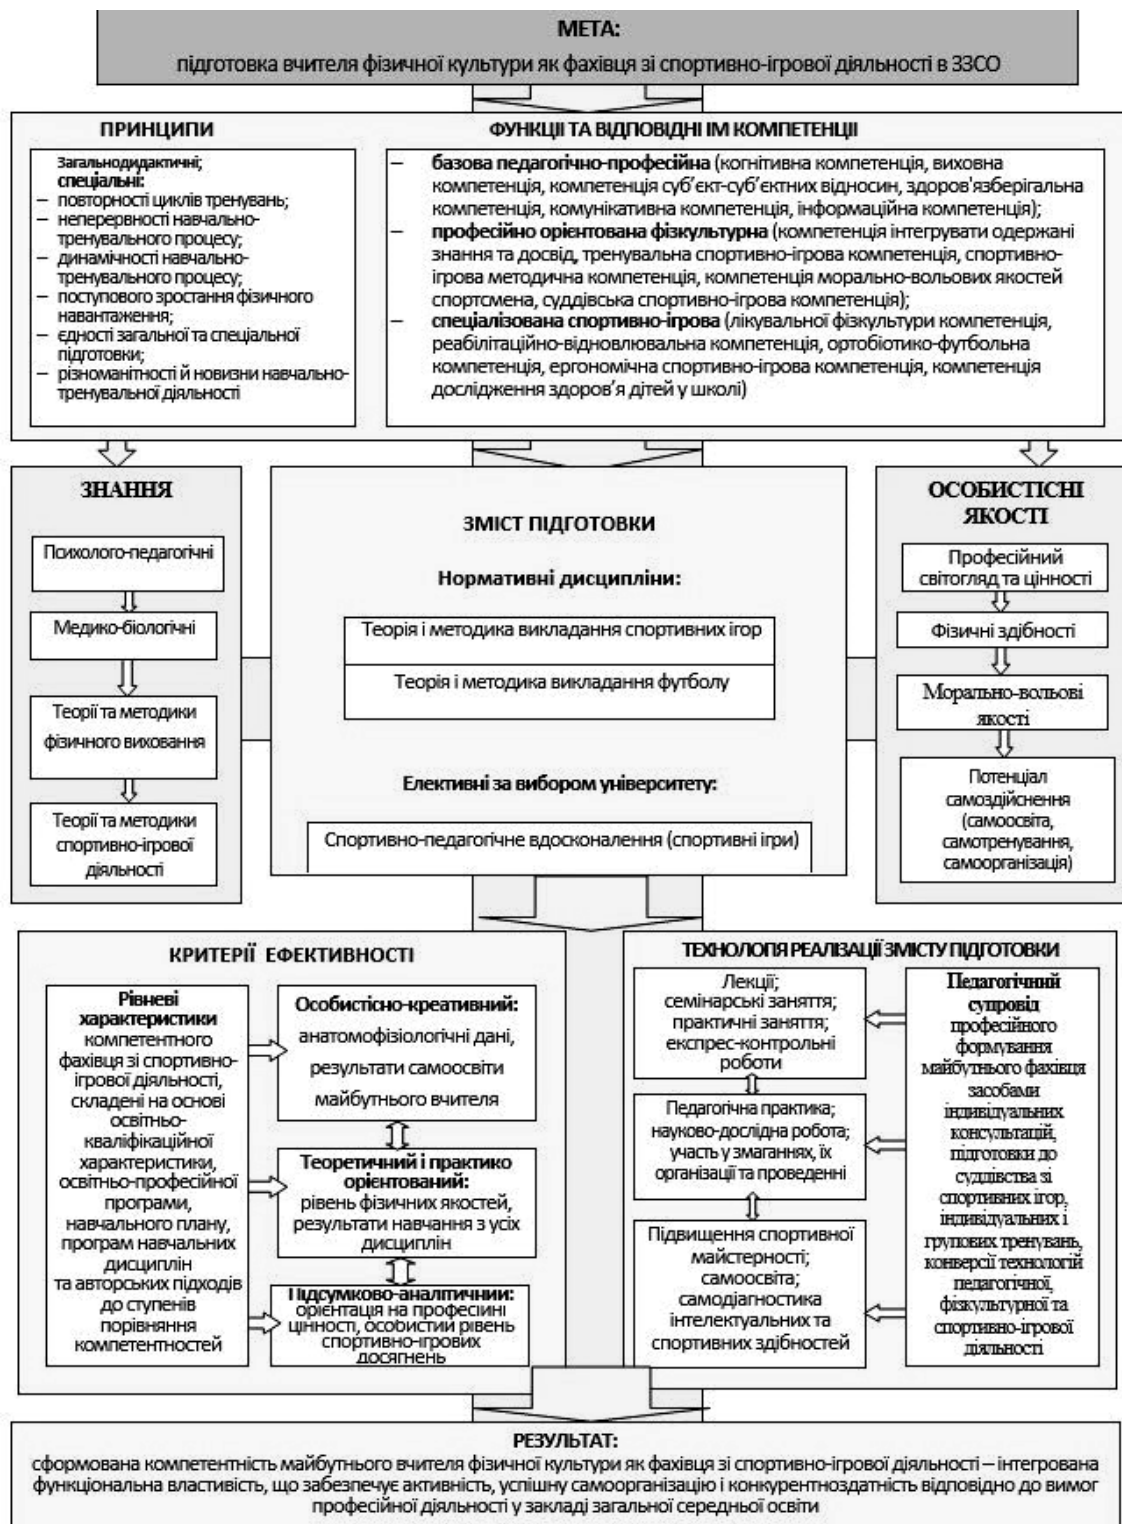 МЕТА:
підготовка вчителя фізичної культури як фахівця зі спортивно-ігрової діяльності в ЗЗСО
ПРИНЦИПИ
Загальнодидактичні;
спеціальні:
– повторності циклів тренувань;
– неперервності навчально-
тренувального процесу;
– динамічності навчально-
тренувального процесу;
– поступового зростання фізичного
навантаження;
– єдності загальної та спеціальної
підготовки;
– різноманітності й новизни навчально-
тренувальної діяльності
ФУНКЦІЇ ТА ВІДПОВІДНІ ЇМ КОМПЕТЕНЦІЇ
– базова педагогічно-професійна (когнітивна компетенція, виховна
компетенція, компетенція суб’єкт-суб’єктних відносин, здоров'язберігальна
компетенція, комунікативна компетенція, інформаційна компетенція);
– професійно орієнтована фізкультурна (компетенція інтегрувати одержані
знання та досвід, тренувальна спортивно-ігрова компетенція, спортивно-
ігрова методична компетенція, компетенція морально-вольових якостей
спортсмена, суддівська спортивно-ігрова компетенція);
– спеціалізована спортивно-ігрова (лікувальної фізкультури компетенція,
реабілітаційно-відновлювальна компетенція, ортобіотико-футбольна
компетенція, ергономічна спортивно-ігрова компетенція, компетенція
дослідження здоров’я дітей у школі)
ЗНАННЯ
Психолого-педагогічні
Медико-біологічні
Теорії та методики
фізичного виховання
Теорії та методики
спортивно-ігрової
діяльності
ЗМІСТ ПІДГОТОВКИ
Нормативні дисципліни:
Теорія і методика викладання спортивних ігор
Теорія і методика викладання футболу
Елективні за вибором університету:
Спортивно-педагогічне вдосконалення (спортивні ігри)
ОСОБИСТІСНІ
ЯКОСТІ
Професійний
світогляд та цінності
Фізичні здібності
Морально-вольові
якості
Потенціал
самоздійснення
(самоосвіта,
самотренування,
самоорганізація)
КРИТЕРІЇ ЕФЕКТИВНОСТІ
Рівневі
характеристики
компетентного
фахівця зі спортивно-
ігрової діяльності,
складені на основі
освітньо-
кваліфікаційної
характеристики,
освітньо-професійної
програми,
навчального плану,
програм навчальних
дисциплін
та авторських підходів
до ступенів
порівняння
компетентностей
Особистісно-креативний:
анатомофізіологічні дані,
результати самоосвіти
майбутнього вчителя
Теоретичний і практико
орієнтований:
рівень фізичних якостей,
результати навчання з усіх
дисциплін
Підсумково-аналітичний:
орієнтація на професійні
цінності, особистий рівень
спортивно-ігрових
досягнень
ТЕХНОЛОГІЯ РЕАЛІЗАЦІЇ ЗМІСТУ ПІДГОТОВКИ
Лекції;
семінарські заняття;
практичні заняття;
експрес-контрольні
роботи
Педагогічна практика;
науково-дослідна робота;
участь у змаганнях, їх
організації та проведенні
Підвищення спортивної
майстерності;
самоосвіта;
самодіагностика
інтелектуальних та
спортивних здібностей
Педагогічний
супровід
професійного
формування
майбутнього фахівця
засобами
індивідуальних
консультацій,
підготовки до
суддівства зі
спортивних ігор,
індивідуальних і
групових тренувань,
конверсії технологій
педагогічної,
фізкультурної та
спортивно-ігрової
діяльності
РЕЗУЛЬТАТ:
сформована компетентність майбутнього вчителя фізичної культури як фахівця зі спортивно-ігрової діяльності – інтегрована
функціональна властивість, що забезпечує активність, успішну самоорганізацію і конкурентноздатність відповідно до вимог
професійної діяльності у закладі загальної середньої освіти